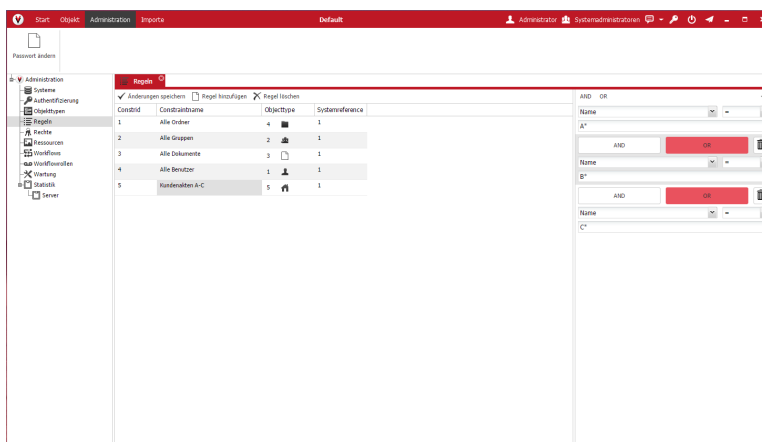 Start Objekt Administration Importe Default Administrator Systemadministratoren
Passwort ändern
Administration
Systeme
Authentifizierung
Objekttypen
Regeln
Rechte
Ressourcen
Workflows
Workflowrollen
Wartung
Statistik
Server
Regeln
Änderungen speichern Regel hinzufügen Regel löschen
Constrid Constraintname Objecttype Systemreference
1 Alle Ordner 4 1
2 Alle Gruppen 2 1
3 Alle Dokumente 3 1
4 Alle Benutzer 1 1
5 Kundenakten A-C 5 1
AND OR
Name =
A*
AND OR
Name =
B*
AND OR
Name =
C*